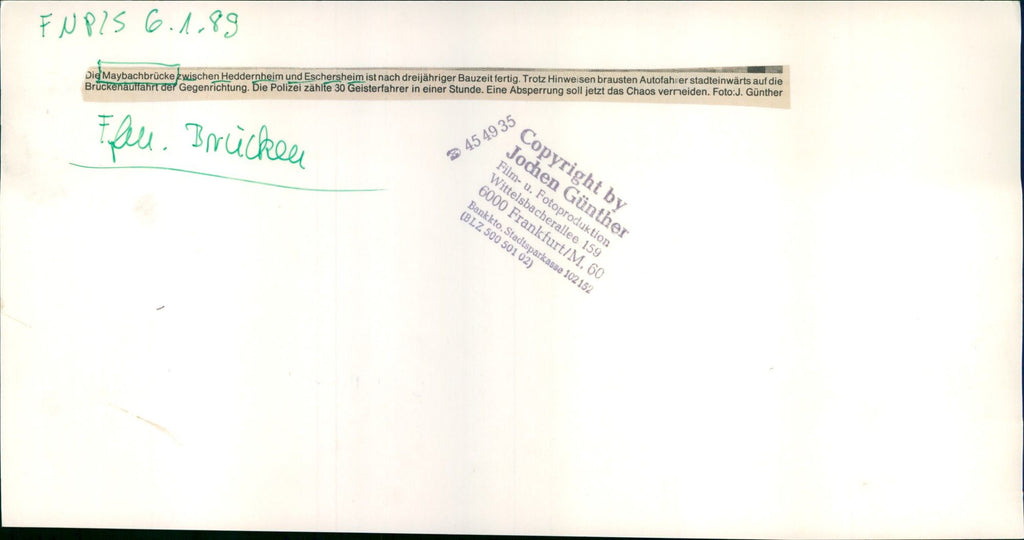 FNP/S 6.1.89
Die Maybachbrücke zwischen Heddernheim und Eschersheim ist nach dreijähriger Bauzeit fertig. Trotz Hinweisen brausten Autofahrer stadteinwärts auf die
Brückenauffahrt der Gegenrichtung. Die Polizei zählte 30 Geisterfahrer in einer Stunde. Eine Absperrung soll jetzt das Chaos vermeiden. Foto: J. Günther
Ffm. Brücken
☎ 45 49 35
Copyright by
Jochen Günther
Film- u. Fotoproduktion
Wittelsbacherallee 159
6000 Frankfurt/M. 60
Bankkto. Stadtsparkasse 102152
(BLZ 500 501 02)